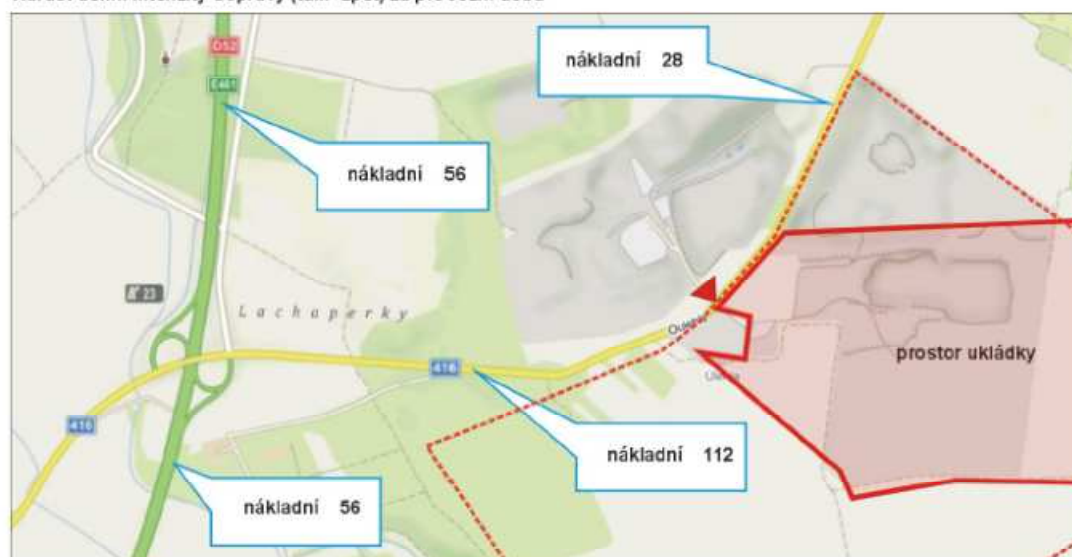 D52
E461
nákladní 28
nákladní 56
23
Lachaperky
prostor ukládky
416
416
nákladní 112
nákladní 56